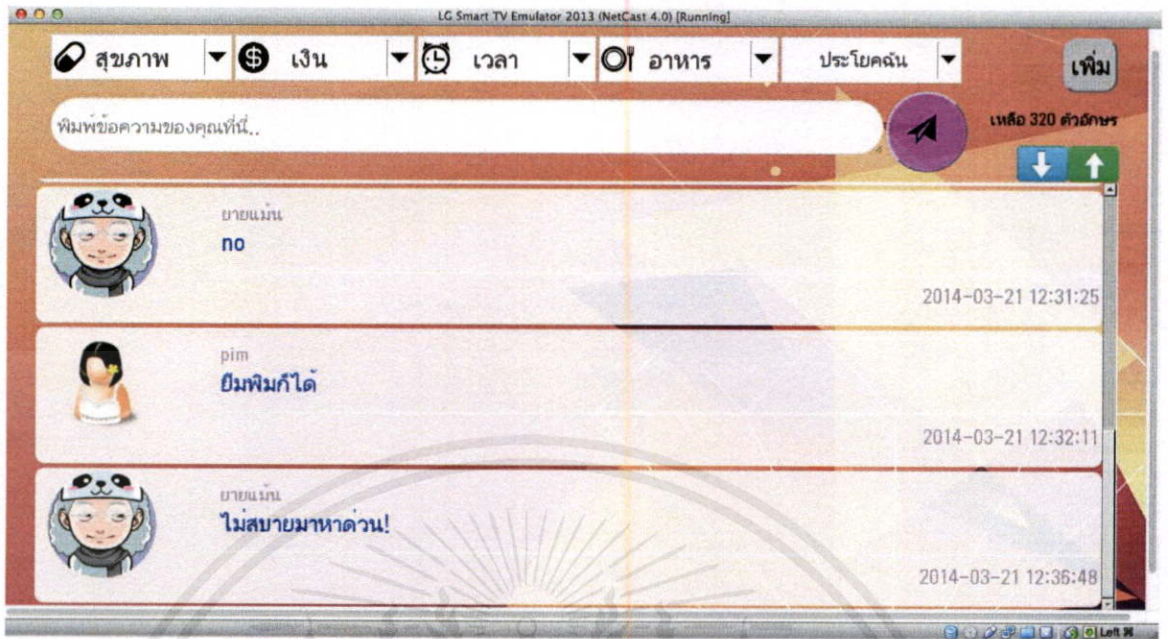 LG Smart TV Emulator 2013 (NetCast 4.0) [Running]
สุขภาพ เงิน เวลา อาหาร ประโยคฉัน เพิ่ม
พิมพ์ข้อความของคุณที่นี่..
เหลือ 320 ตัวอักษร
ยายแม้น
no
2014-03-21 12:31:25
pim
ยืมพิมก็ได้
2014-03-21 12:32:11
ยายแม้น
ไม่สบายมาหาด่วน!
2014-03-21 12:36:48
Left ⌘